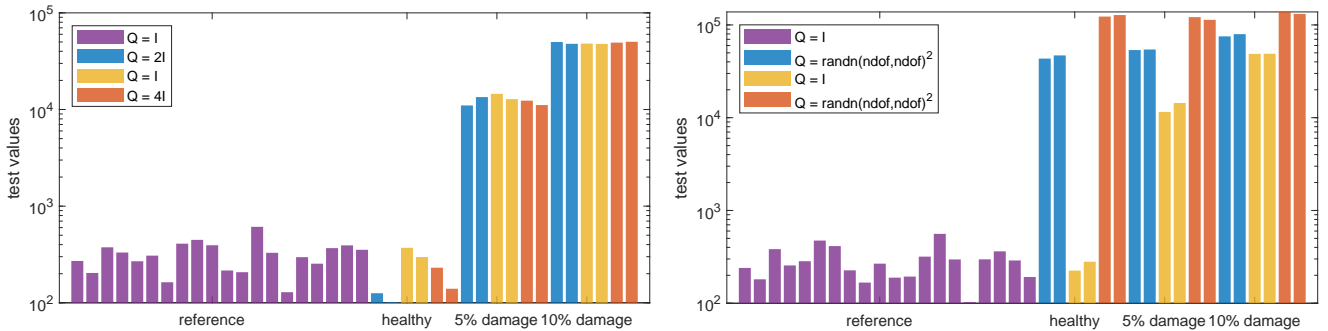 10^5
10^4
10^3
10^2
test values
Q = I
Q = 2I
Q = I
Q = 4I
reference
healthy
5% damage
10% damage
10^5
10^4
10^3
10^2
test values
Q = I
Q = randn(ndof,ndof)^2
Q = I
Q = randn(ndof,ndof)^2
reference
healthy
5% damage
10% damage